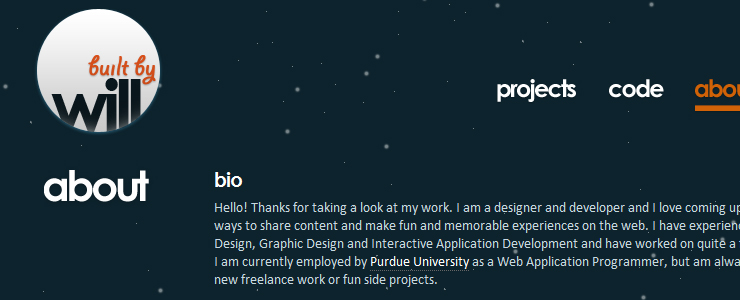 built by
will
projects code
about
bio
Hello! Thanks for taking a look at my work. I am a designer and developer and I love coming up
ways to share content and make fun and memorable experiences on the web. I have
Design, Graphic Design and Interactive Application Development and have worked on quite a
I am currently employed by Purdue University as a Web Application Programmer, but am
new freelance work or fun side projects.